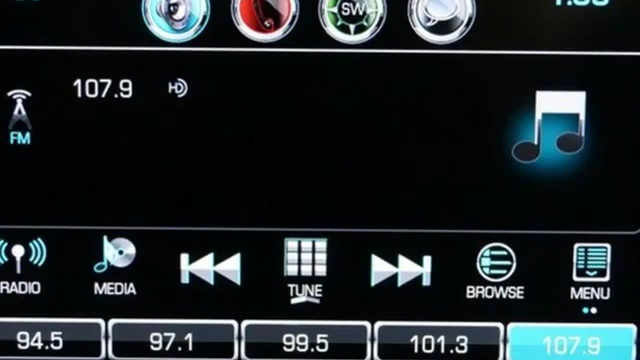 SW
107.9 HD
FM
RADIO MEDIA TUNE BROWSE MENU
94.5 97.1 99.5 101.3 107.9